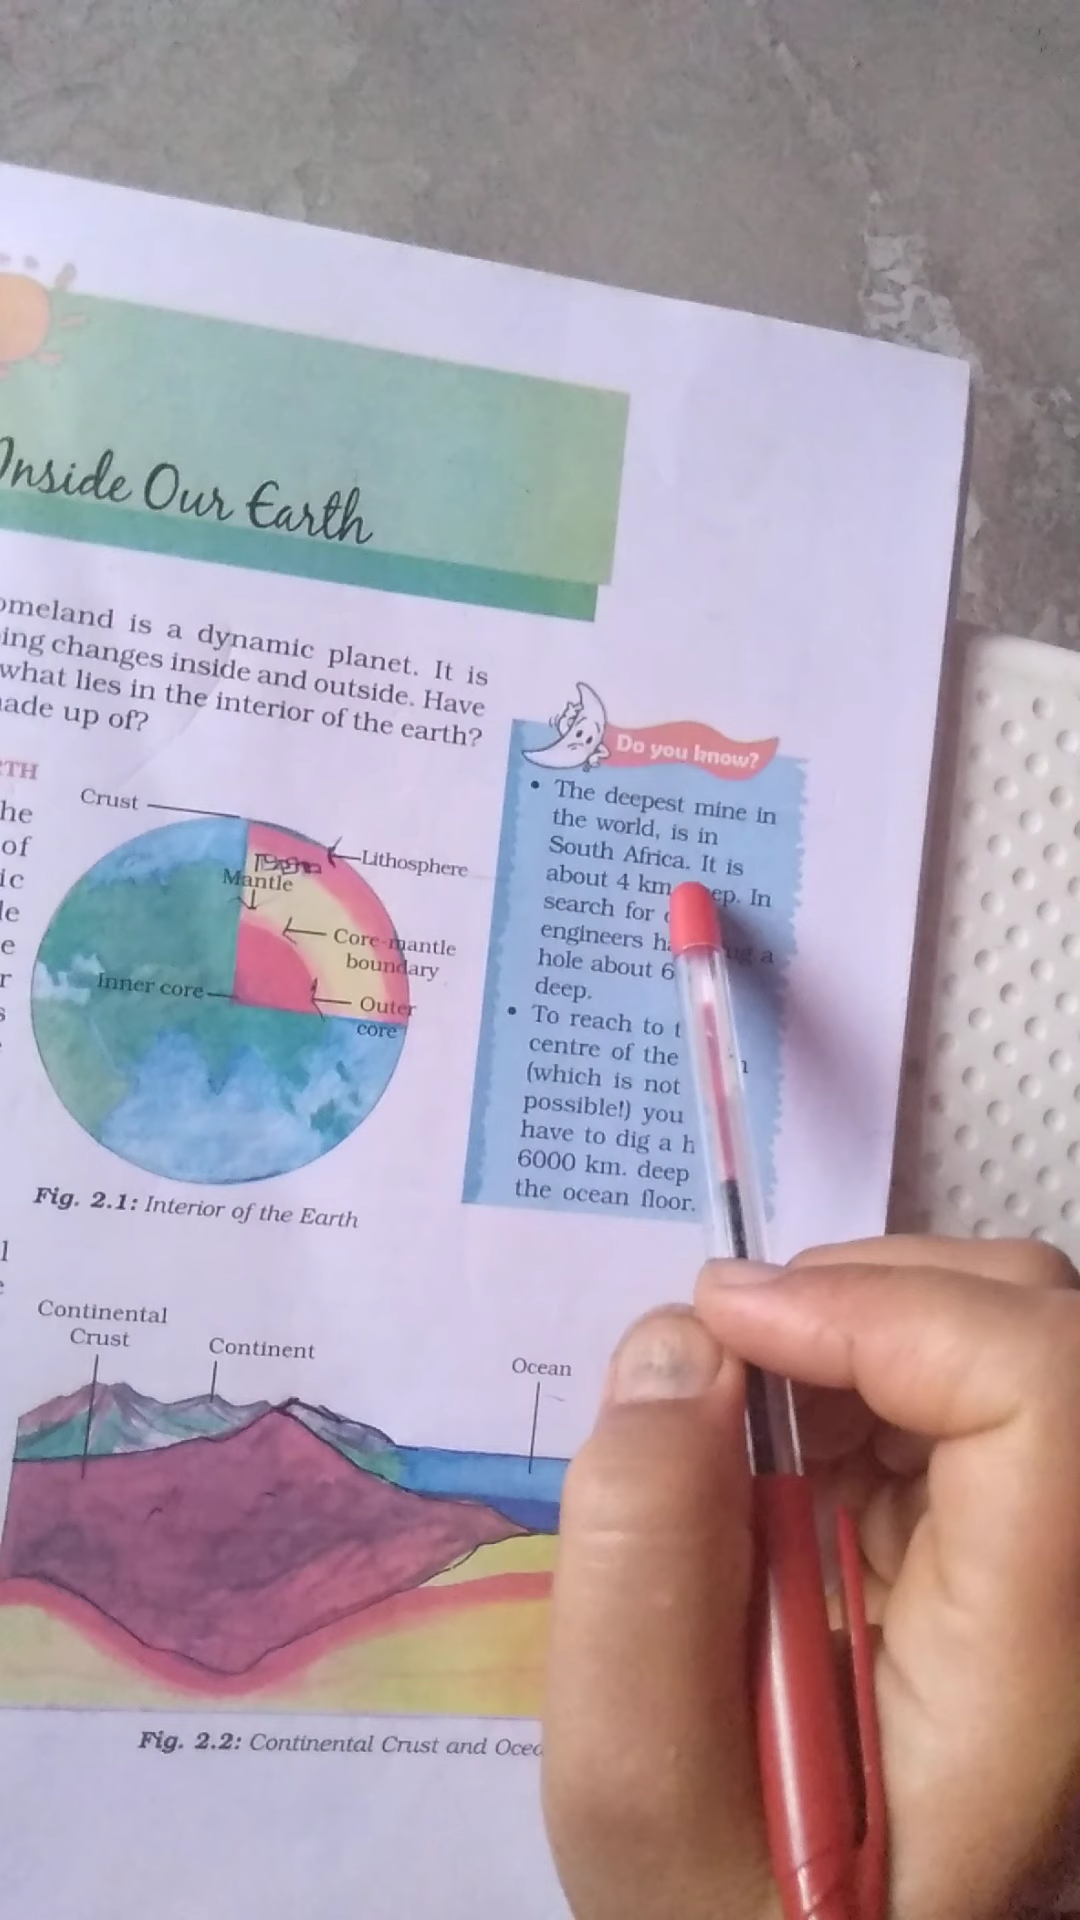 Inside Our Earth
omeland is a dynamic planet. It is
ing changes inside and outside. Have
what lies in the interior of the earth?
ade up of?
RTH
he
of
ic
le
e
r
s
Crust
Lithosphere
Mantle
Core-mantle
boundary
Inner core
Outer
core
Fig. 2.1: Interior of the Earth
Do you know?
• The deepest mine in
the world, is in
South Africa. It is
about 4 km ep. In
search for
engineers ha ug a
hole about 6
deep.
• To reach to t
centre of the
(which is not
possible!) you
have to dig a h
6000 km. deep
the ocean floor.
Continental
Crust
Continent
Ocean
Fig. 2.2: Continental Crust and Ocea